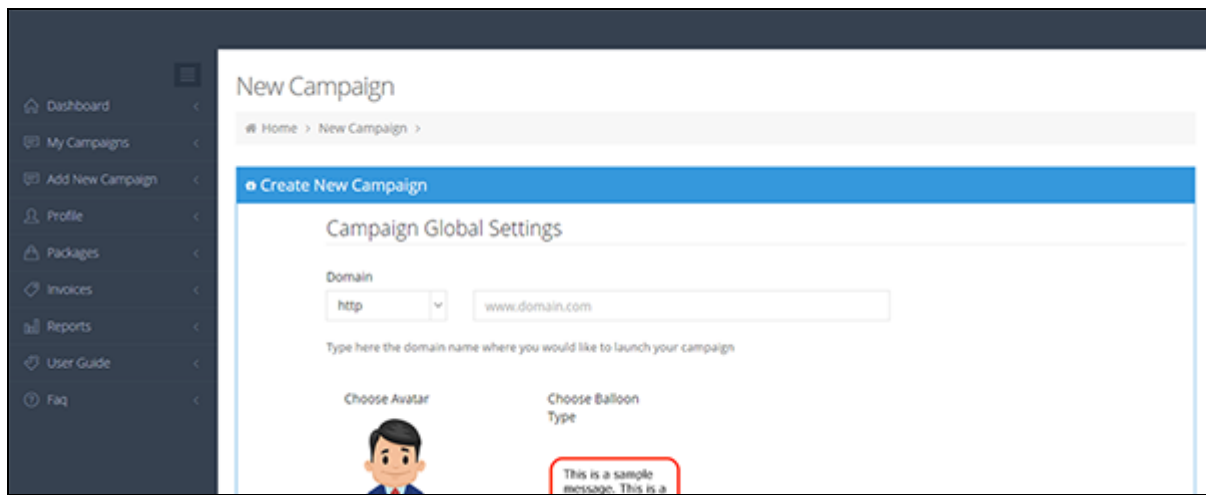 New Campaign
Home > New Campaign >
Dashboard
My Campaigns
Add New Campaign
Profile
Packages
Invoices
Reports
User Guide
Faq
Create New Campaign
Campaign Global Settings
Domain
http
www.domain.com
Type here the domain name where you would like to launch your campaign
Choose Avatar
Choose Balloon
Type
This is a sample
message. This is a